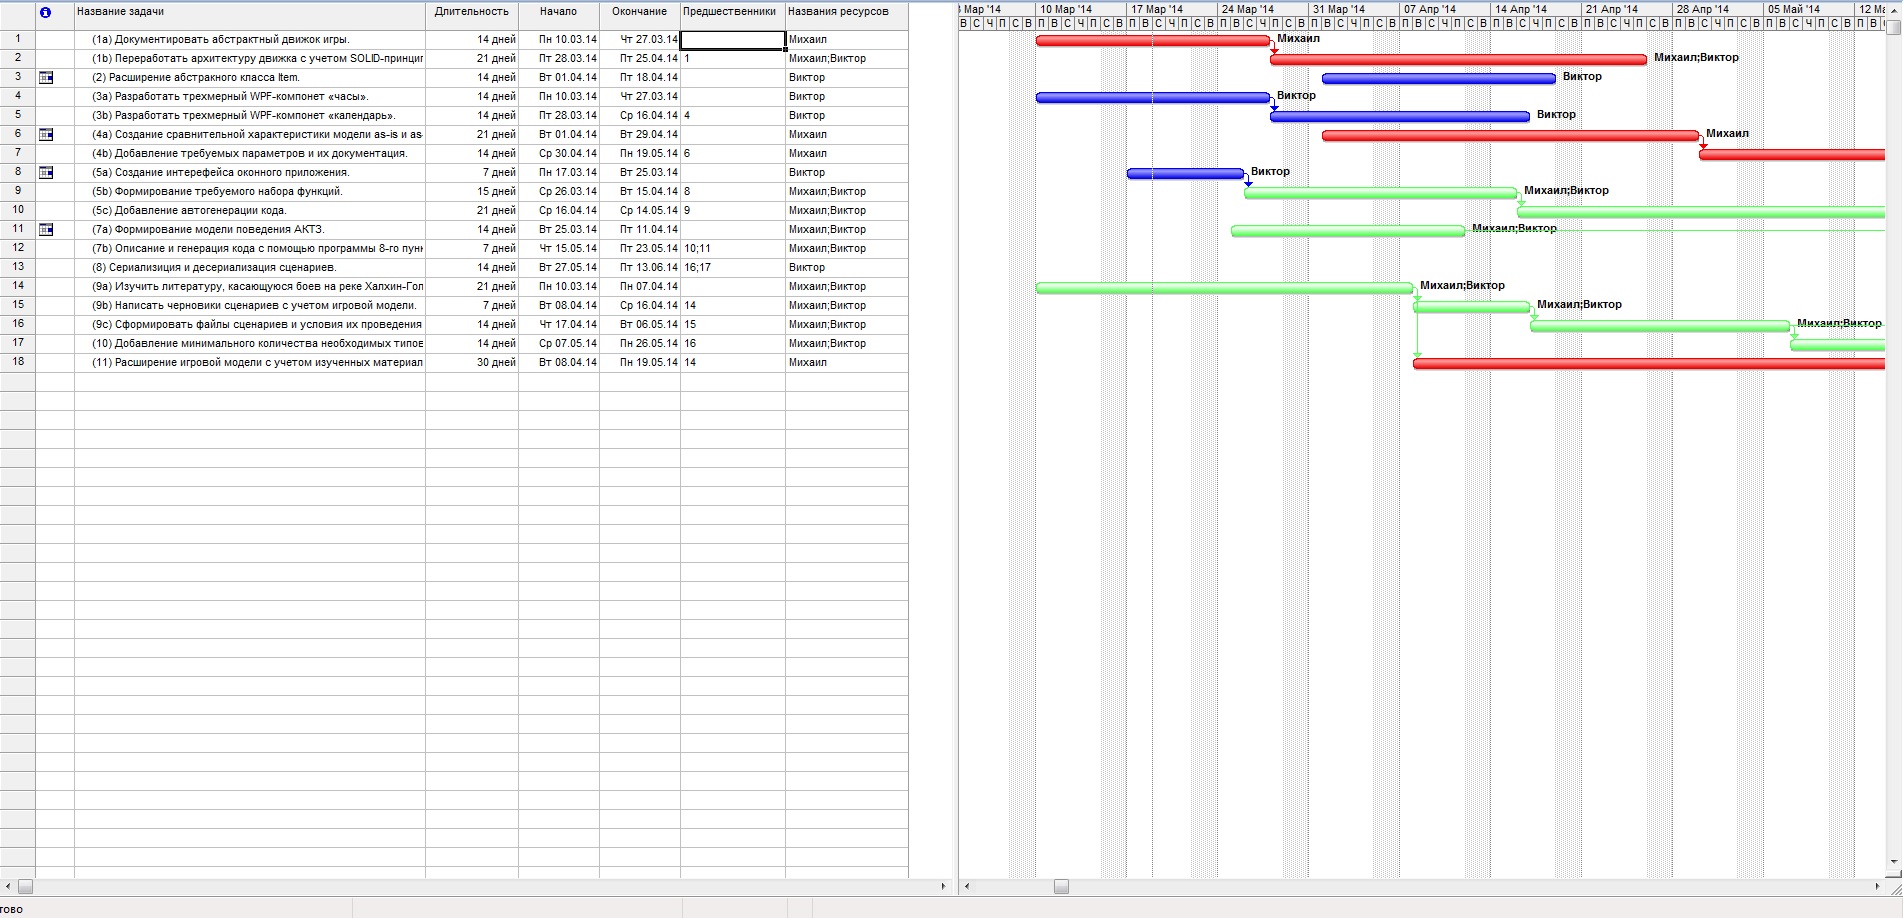 Название задачи Длительность Начало Окончание Предшественники Названия ресурсов
1 (1a) Документировать абстрактный движок игры. 14 дней Пн 10.03.14 Чт 27.03.14 Михаил
2 (1b) Переработать архитектуру движка с учетом SOLID-принцип 21 дней Пт 28.03.14 Пт 25.04.14 1 Михаил;Виктор
3 (2) Расширение абстракного класса Item. 14 дней Вт 01.04.14 Пт 18.04.14 Виктор
4 (3a) Разработать трехмерный WPF-компонет «часы». 14 дней Пн 10.03.14 Чт 27.03.14 Виктор
5 (3b) Разработать трехмерный WPF-компонет «календарь». 14 дней Пт 28.03.14 Ср 16.04.14 4 Виктор
6 (4a) Создание сравнительной характеристики модели as-is и as- 21 дней Вт 01.04.14 Вт 29.04.14 Михаил
7 (4b) Добавление требуемых параметров и их документация. 14 дней Ср 30.04.14 Пн 19.05.14 6 Михаил
8 (5a) Создание интерефейса оконного приложения. 7 дней Пн 17.03.14 Вт 25.03.14 Виктор
9 (5b) Формирование требуемого набора функций. 15 дней Ср 26.03.14 Вт 15.04.14 8 Михаил;Виктор
10 (5c) Добавление автогенерации кода. 21 дней Ср 16.04.14 Ср 14.05.14 9 Михаил;Виктор
11 (7a) Формирование модели поведения АКТЗ. 14 дней Вт 25.03.14 Пт 11.04.14 Михаил;Виктор
12 (7b) Описание и генерация кода с помощью программы 8-го пунк 7 дней Чт 15.05.14 Пт 23.05.14 10;11 Михаил;Виктор
13 (8) Сериализиция и десериализация сценариев. 14 дней Вт 27.05.14 Пт 13.06.14 16;17 Виктор
14 (9a) Изучить литературу, касающуюся боев на реке Халхин-Гол 21 дней Пн 10.03.14 Пн 07.04.14 Михаил;Виктор
15 (9b) Написать черновики сценариев с учетом игровой модели. 7 дней Вт 08.04.14 Ср 16.04.14 14 Михаил;Виктор
16 (9c) Сформировать файлы сценариев и условия их проведения 14 дней Чт 17.04.14 Вт 06.05.14 15 Михаил;Виктор
17 (10) Добавление минимального количества необходимых типов 14 дней Ср 07.05.14 Пн 26.05.14 16 Михаил;Виктор
18 (11) Расширение игровой модели с учетом изученных материал 30 дней Вт 08.04.14 Пн 19.05.14 14 Михаил
Мар '14 10 Мар '14 17 Мар '14 24 Мар '14 31 Мар '14 07 Апр '14 14 Апр '14 21 Апр '14 28 Апр '14 05 Май '14 12 Ма
В С Ч П С В П В С Ч П С В П В С Ч П С В П В С Ч П С В П В С Ч П С В П В С Ч П С В П В С Ч П С В П В С Ч П С В П В С Ч П С В П В С Ч П С В П В С
Михаил
Михаил;Виктор
Виктор
Виктор
Виктор
Михаил
Виктор
Михаил;Виктор
Михаил;Виктор
Михаил;Виктор
Михаил;Виктор
Михаил;Виктор
тово